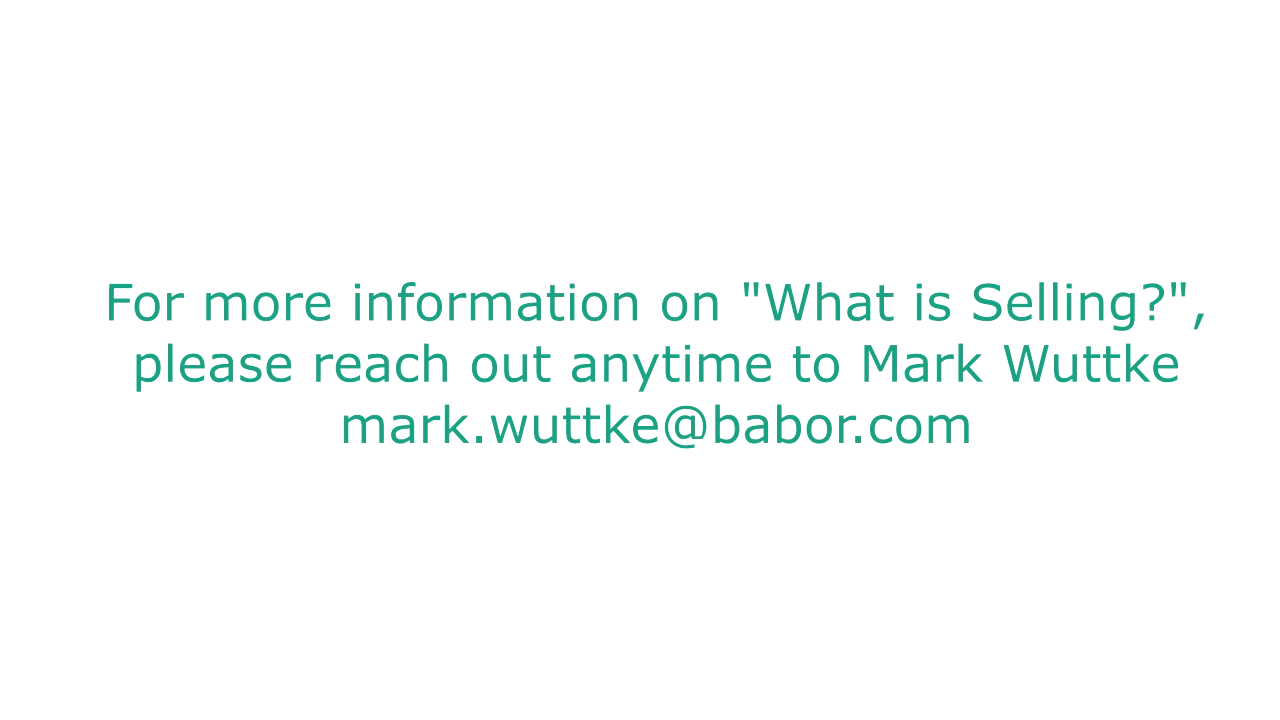 For more information on "What is Selling?",
please reach out anytime to Mark Wuttke
mark.wuttke@babor.com